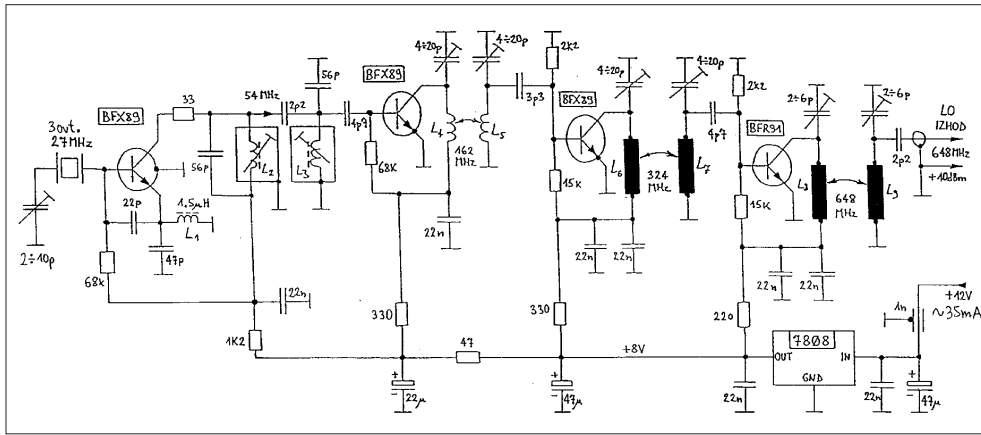 4÷20p
4÷20p
2k2
4÷20p
4÷20p
2k2
2÷6p
2÷6p
BFX89
56p
54 MHz
2p2
33
BFX89
3 ovt.
27MHz
4p7
L4
L5
162
MHz
3p3
BFX89
4p7
BFR91
2p2
LO
IZHOD
648MHz
+10dBm
56p
L2
L3
68K
L6
324
MHz
L7
L8
648
MHz
L9
22p
1.5µH
L1
15K
15K
2÷10p
68k
47p
22n
22n
22n
22n
22n
22n
1K2
330
47
330
+8V
220
7808
OUT
IN
GND
1n
+12V
~35mA
+
-
22µ
+
-
47µ
22n
22n
+
-
47µ